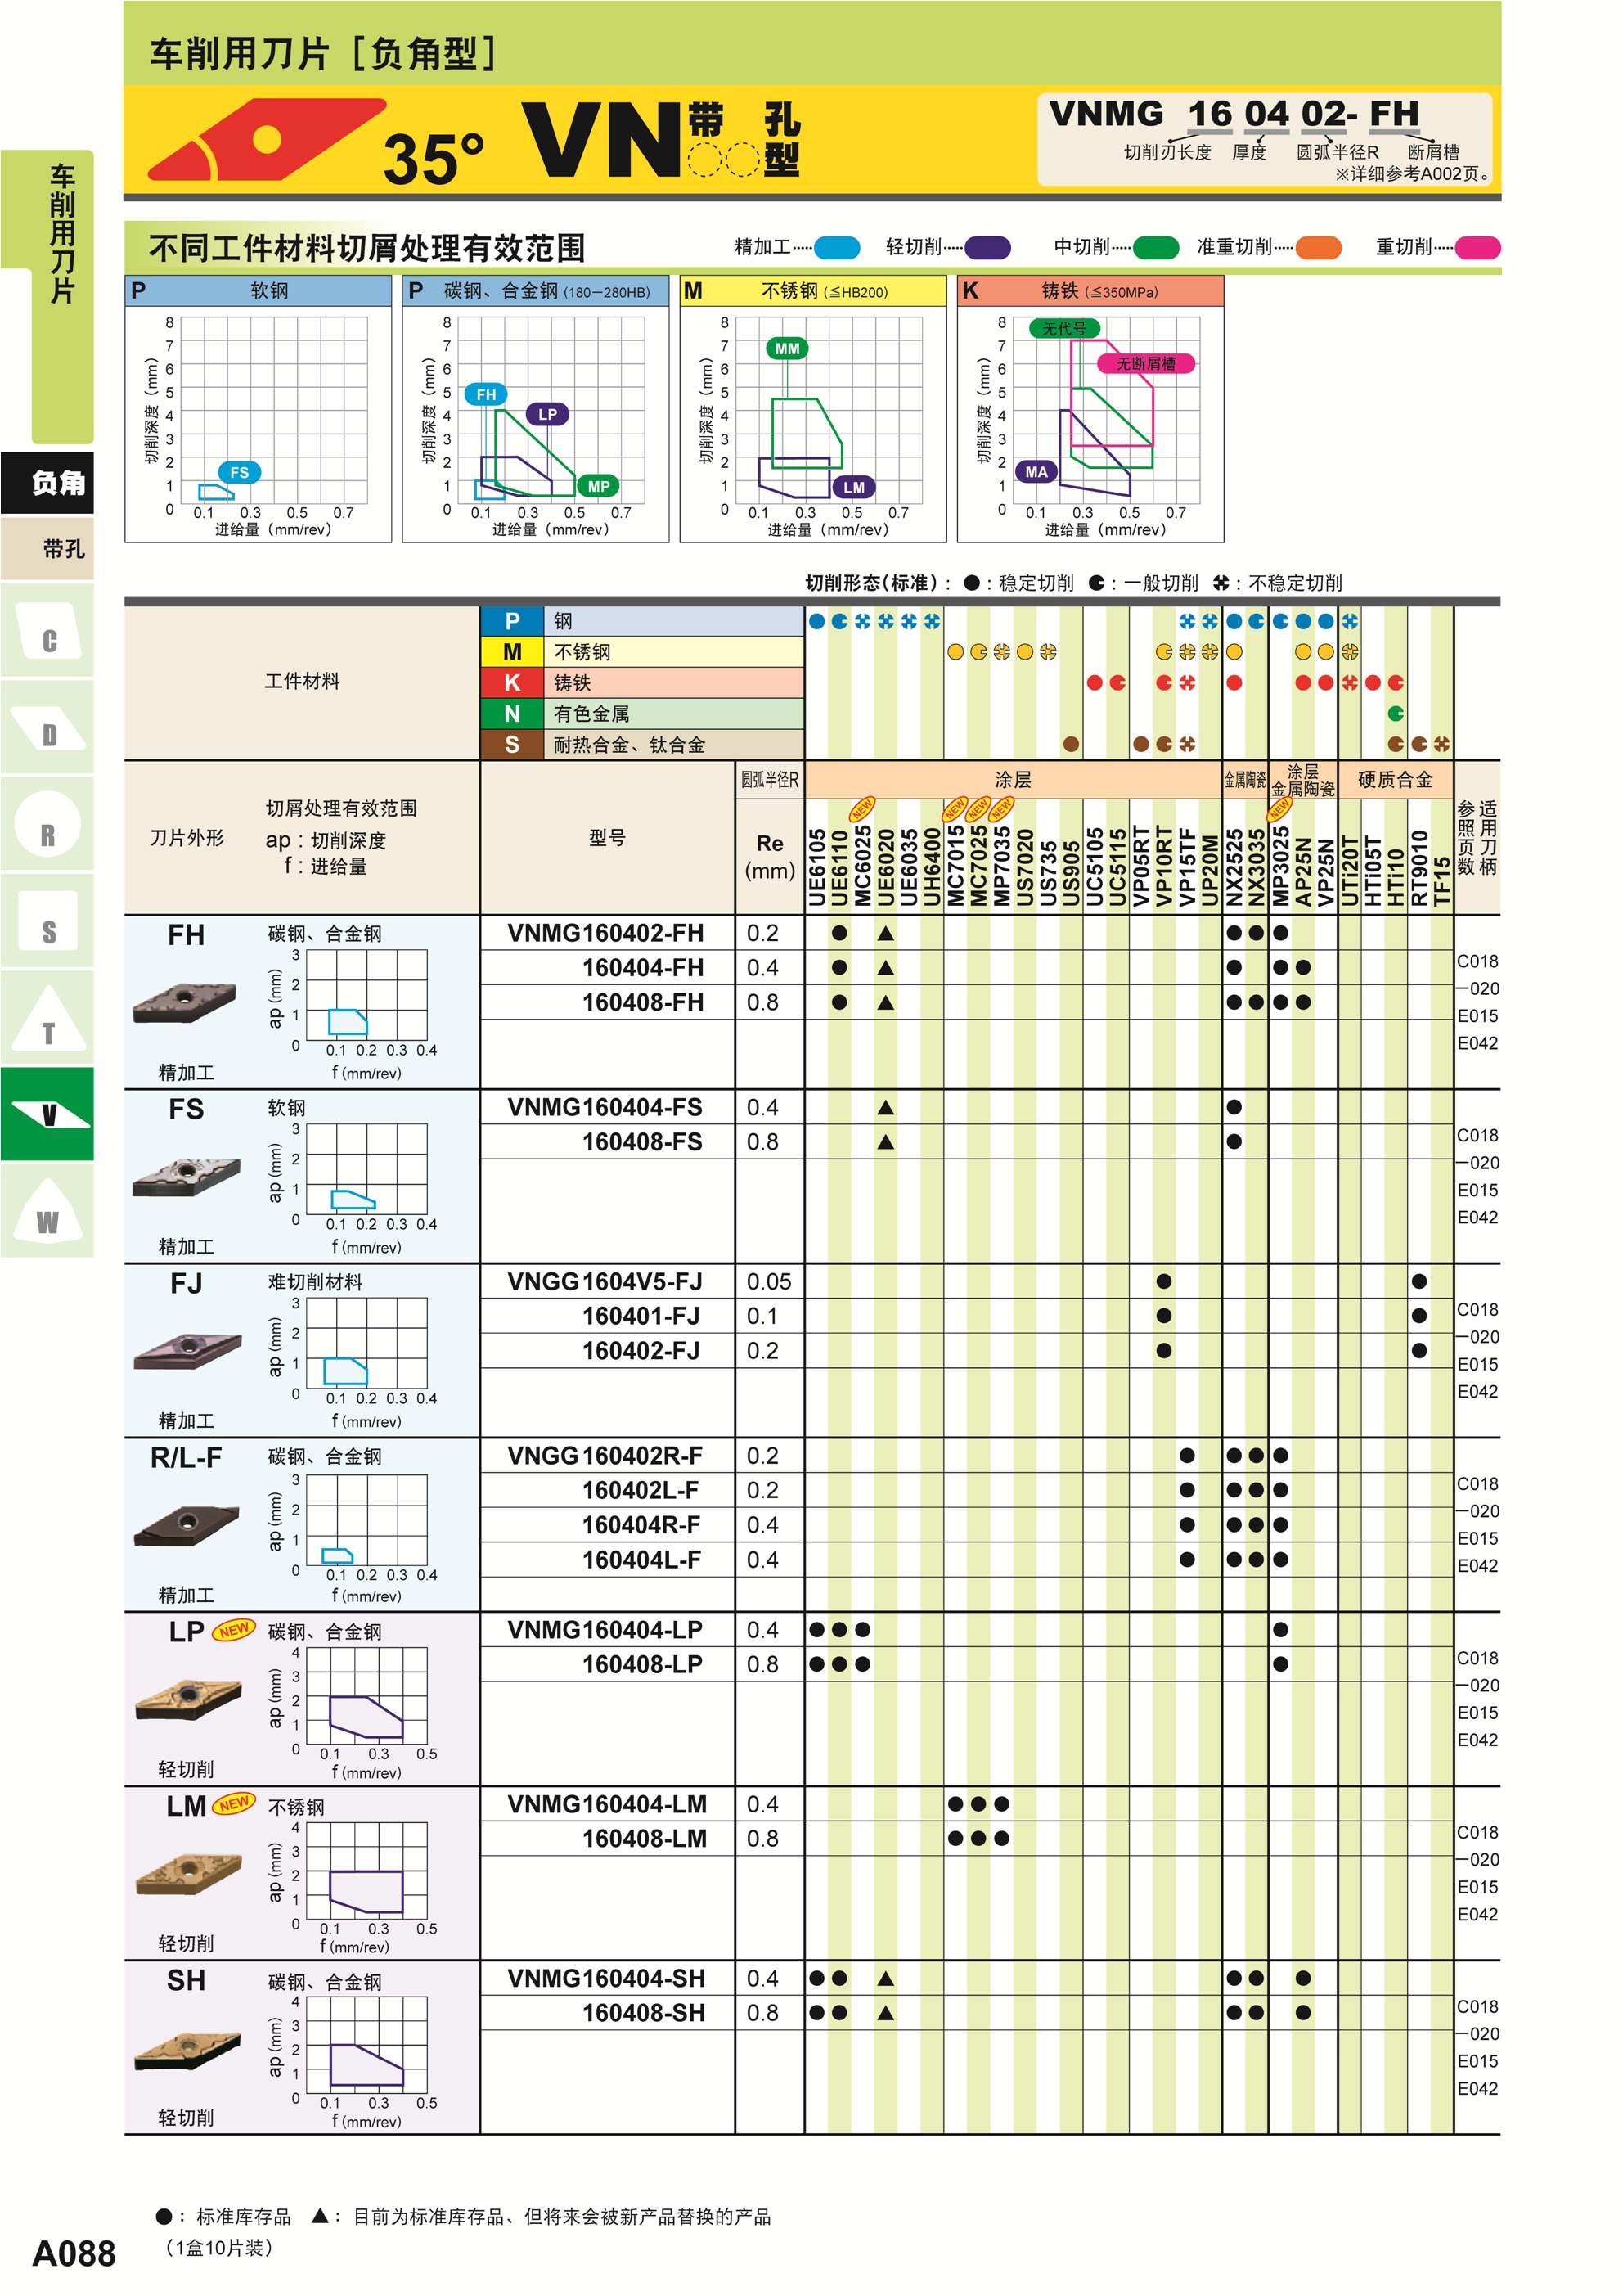 车削用刀片［负角型］
35° VN○○ 带孔型
VNMG 16 04 02- FH
切削刃长度 厚度 圆弧半径R 断屑槽
※详细参考A002页。
车削用刀片
负角
带孔
C
D
R
S
T
V
W
不同工件材料切屑处理有效范围
精加工 轻切削 中切削 准重切削 重切削
P 软钢
切削深度（mm）
8
7
6
5
4
3
2
1
0
FS
0.1 0.3 0.5 0.7
进给量（mm/rev）
P 碳钢、合金钢 (180－280HB)
切削深度（mm）
8
7
6
5
4
3
2
1
0
FH
LP
MP
0.1 0.3 0.5 0.7
进给量（mm/rev）
M 不锈钢 (≦HB200)
切削深度（mm）
8
7
6
5
4
3
2
1
0
MM
LM
0.1 0.3 0.5 0.7
进给量（mm/rev）
K 铸铁 (≦350MPa)
切削深度（mm）
8
7
6
5
4
3
2
1
0
无代号
无断屑槽
MA
0.1 0.3 0.5 0.7
进给量（mm/rev）
切削形态(标准)：●：稳定切削 ：一般切削 ：不稳定切削
工件材料
P 钢
M 不锈钢
K 铸铁
N 有色金属
S 耐热合金、钛合金
刀片外形
切屑处理有效范围
ap：切削深度
f：进给量
型号
圆弧半径R
Re
(mm)
涂层 金属陶瓷 涂层金属陶瓷 硬质合金
NEW NEW NEW NEW NEW
UE6105 UE6110 MC6025 UE6020 UE6035 UH6400 MC7015 MC7025 MP7035 US7020 US735 US905 UC5105 UC5115 VP05RT VP10RT VP15TF UP20M NX2525 NX3035 MP3025 AP25N VP25N UTi20T HTi05T HTi10 RT9010 TF15
适用刀柄参照页数
FH 碳钢、合金钢
ap (mm)
3
2
1
0
0.1 0.2 0.3 0.4
f (mm/rev)
精加工
VNMG160402-FH 0.2 ● ▲ ● ● ●
160404-FH 0.4 ● ▲ ● ● ●
160408-FH 0.8 ● ▲ ● ● ● ●
C018
—020
E015
E042
FS 软钢
ap (mm)
3
2
1
0
0.1 0.2 0.3 0.4
f (mm/rev)
精加工
VNMG160404-FS 0.4 ▲ ●
160408-FS 0.8 ▲ ●
C018
—020
E015
E042
FJ 难切削材料
ap (mm)
3
2
1
0
0.1 0.2 0.3 0.4
f (mm/rev)
精加工
VNGG1604V5-FJ 0.05 ● ●
160401-FJ 0.1 ● ●
160402-FJ 0.2 ● ●
C018
—020
E015
E042
R/L-F 碳钢、合金钢
ap (mm)
3
2
1
0
0.1 0.2 0.3 0.4
f (mm/rev)
精加工
VNGG160402R-F 0.2 ● ● ● ●
160402L-F 0.2 ● ● ● ●
160404R-F 0.4 ● ● ● ●
160404L-F 0.4 ● ● ● ●
C018
—020
E015
E042
LP NEW 碳钢、合金钢
ap (mm)
4
3
2
1
0
0.1 0.3 0.5
f (mm/rev)
轻切削
VNMG160404-LP 0.4 ● ● ● ●
160408-LP 0.8 ● ● ● ●
C018
—020
E015
E042
LM NEW 不锈钢
ap (mm)
4
3
2
1
0
0.1 0.3 0.5
f (mm/rev)
轻切削
VNMG160404-LM 0.4 ● ● ●
160408-LM 0.8 ● ● ●
C018
—020
E015
E042
SH 碳钢、合金钢
ap (mm)
4
3
2
1
0
0.1 0.3 0.5
f (mm/rev)
轻切削
VNMG160404-SH 0.4 ● ● ▲ ● ● ●
160408-SH 0.8 ● ● ▲ ● ● ●
C018
—020
E015
E042
●：标准库存品 ▲：目前为标准库存品、但将来会被新产品替换的产品
（1盒10片装）
A088